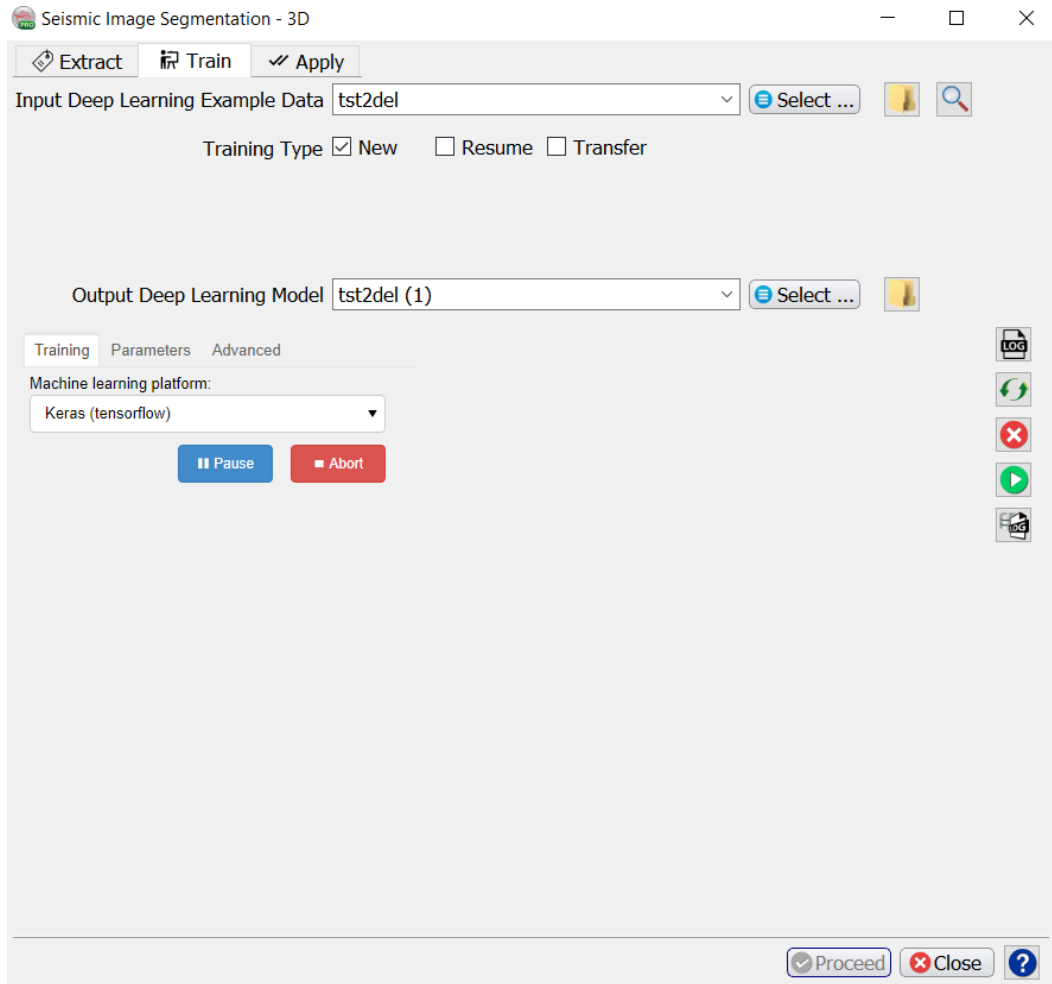 Seismic Image Segmentation - 3D
PRO
Extract Train Apply
Input Deep Learning Example Data tst2del Select ...
Training Type New Resume Transfer
Output Deep Learning Model tst2del (1) Select ...
Training Parameters Advanced
LOG
Machine learning platform:
Keras (tensorflow)
Pause Abort
LOG
Proceed Close ?